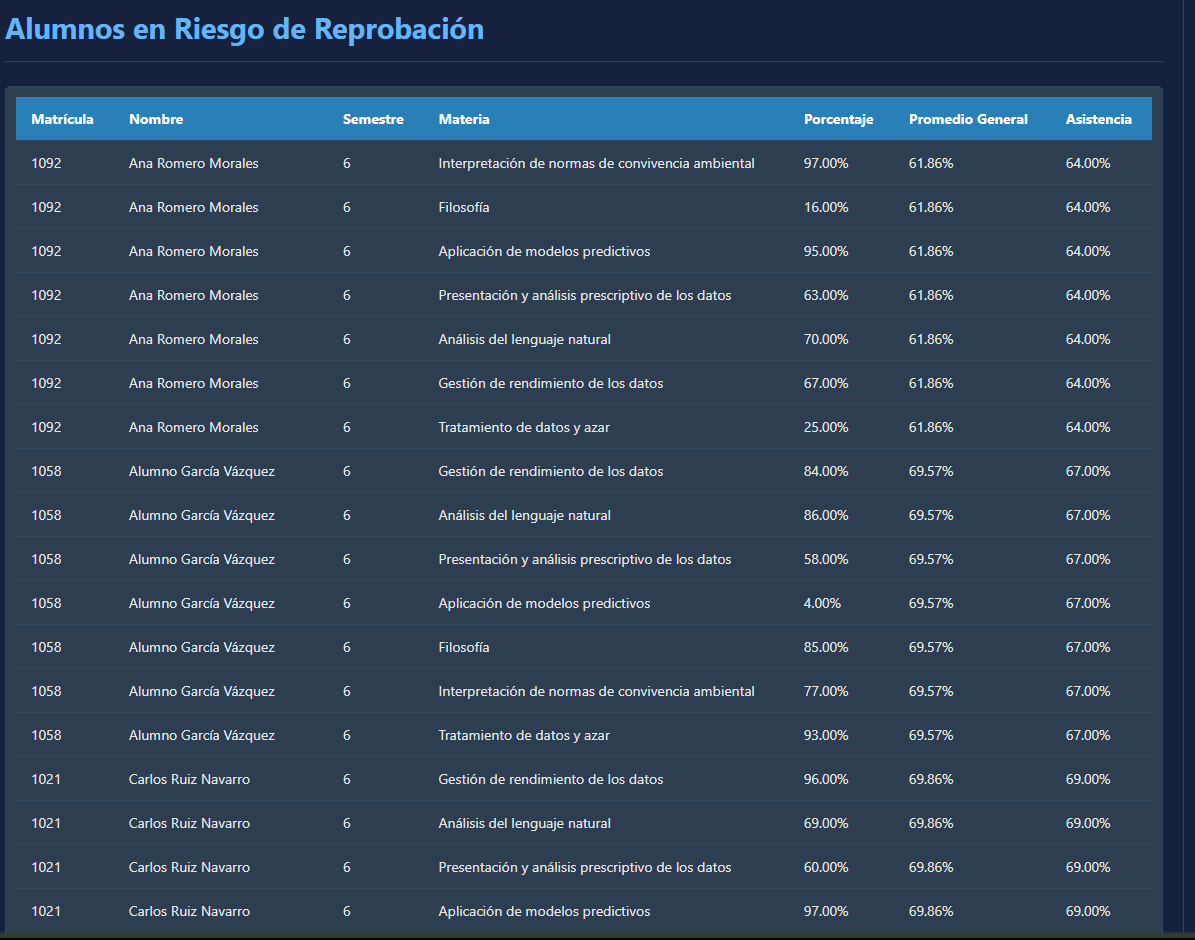 Alumnos en Riesgo de Reprobación
Matrícula Nombre Semestre Materia Porcentaje Promedio General Asistencia
1092 Ana Romero Morales 6 Interpretación de normas de convivencia ambiental 97.00% 61.86% 64.00%
1092 Ana Romero Morales 6 Filosofía 16.00% 61.86% 64.00%
1092 Ana Romero Morales 6 Aplicación de modelos predictivos 95.00% 61.86% 64.00%
1092 Ana Romero Morales 6 Presentación y análisis prescriptivo de los datos 63.00% 61.86% 64.00%
1092 Ana Romero Morales 6 Análisis del lenguaje natural 70.00% 61.86% 64.00%
1092 Ana Romero Morales 6 Gestión de rendimiento de los datos 67.00% 61.86% 64.00%
1092 Ana Romero Morales 6 Tratamiento de datos y azar 25.00% 61.86% 64.00%
1058 Alumno García Vázquez 6 Gestión de rendimiento de los datos 84.00% 69.57% 67.00%
1058 Alumno García Vázquez 6 Análisis del lenguaje natural 86.00% 69.57% 67.00%
1058 Alumno García Vázquez 6 Presentación y análisis prescriptivo de los datos 58.00% 69.57% 67.00%
1058 Alumno García Vázquez 6 Aplicación de modelos predictivos 4.00% 69.57% 67.00%
1058 Alumno García Vázquez 6 Filosofía 85.00% 69.57% 67.00%
1058 Alumno García Vázquez 6 Interpretación de normas de convivencia ambiental 77.00% 69.57% 67.00%
1058 Alumno García Vázquez 6 Tratamiento de datos y azar 93.00% 69.57% 67.00%
1021 Carlos Ruiz Navarro 6 Gestión de rendimiento de los datos 96.00% 69.86% 69.00%
1021 Carlos Ruiz Navarro 6 Análisis del lenguaje natural 69.00% 69.86% 69.00%
1021 Carlos Ruiz Navarro 6 Presentación y análisis prescriptivo de los datos 60.00% 69.86% 69.00%
1021 Carlos Ruiz Navarro 6 Aplicación de modelos predictivos 97.00% 69.86% 69.00%